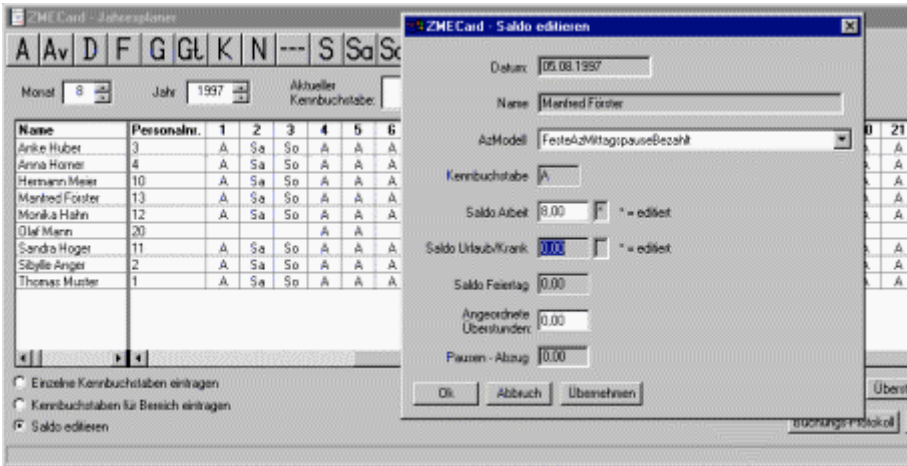 ZMECard - Jahresplaner
A Av D F G Gt K N --- S Sa So
Monat 8 Jahr 1997 Aktueller Kennbuchstabe:
Name Personalnr. 1 2 3 4 5 6
Anke Huber 3 A Sa So A A A
Anna Horner 4 A Sa So A A A
Hermann Meier 10 A Sa So A A A
Manfred Förster 13 A Sa So A A A
Monika Hahn 12 A Sa So A A A
Olaf Mann 20 A A
Sandra Hoger 11 A Sa So A A A
Sibylle Anger 2 A Sa So A A A
Thomas Muster 1 A Sa So A A A
Einzelne Kennbuchstaben eintragen
Kennbuchstaben für Bereich eintragen
Saldo editieren
ZMECard - Saldo editieren
Datum: 05.08.1997
Name Manfred Förster
AzModell FesteAzMittagspauseBezahlt
Kennbuchstabe A
Saldo Arbeit 8,00 * * = editiert
Saldo Urlaub/Krank 0,00 * = editiert
Saldo Feiertag 0,00
Angeordnete Überstunden: 0,00
Pausen - Abzug 0,00
Ok Abbruch Übernehmen
21
A
A
A
A
A
A
A
A
A
Überst
Buchungs-Protokoll